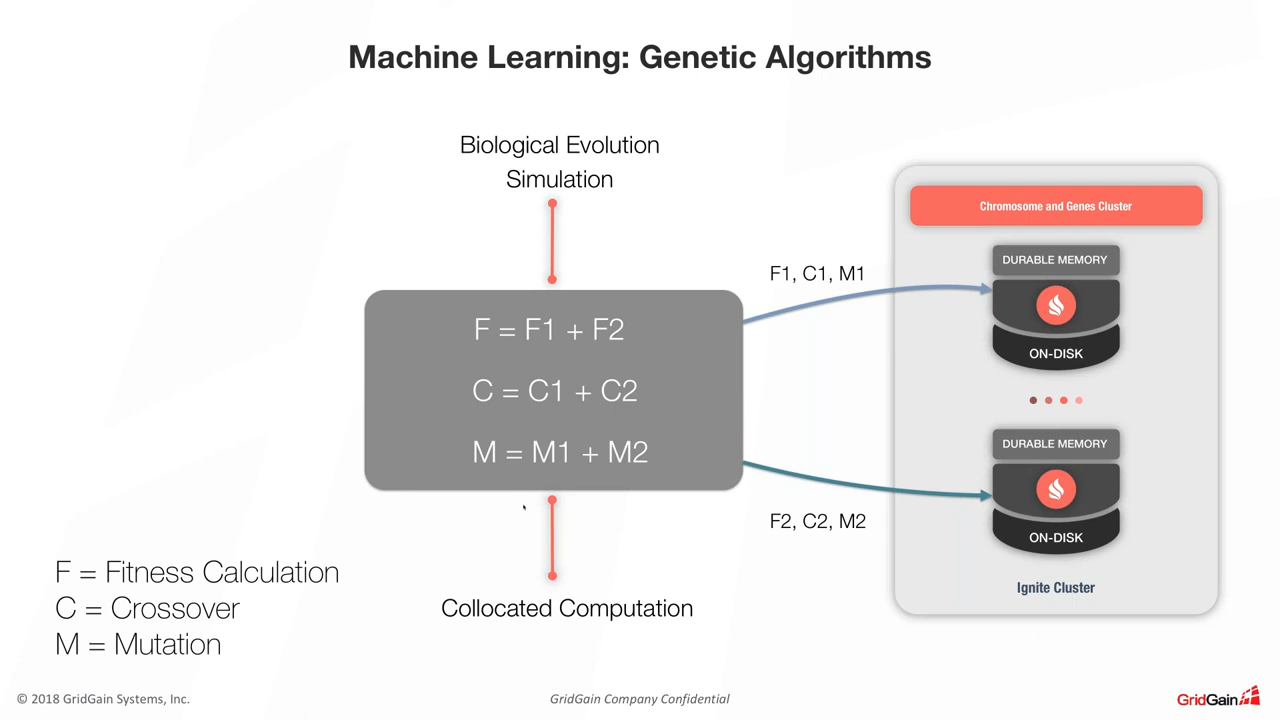 Machine Learning: Genetic Algorithms
Biological Evolution
Simulation
F = F1 + F2
C = C1 + C2
M = M1 + M2
Collocated Computation
F = Fitness Calculation
C = Crossover
M = Mutation
F1, C1, M1
F2, C2, M2
Chromosome and Genes Cluster
DURABLE MEMORY
ON-DISK
DURABLE MEMORY
ON-DISK
Ignite Cluster
© 2018 GridGain Systems, Inc.
GridGain Company Confidential
GridGain